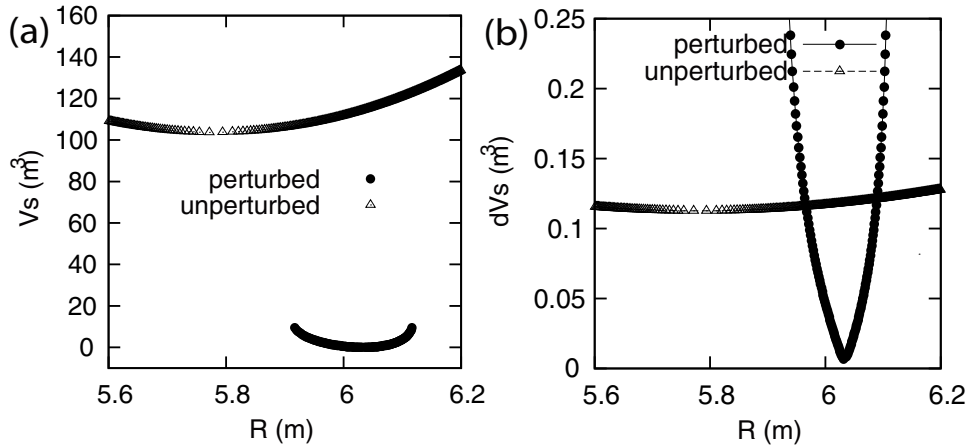 (a)
160
140
120
100
80
60
40
20
0
Vs (m³)
perturbed
unperturbed
5.6 5.8 6 6.2
R (m)
(b)
0.25
0.2
0.15
0.1
0.05
0
dVs (m³)
perturbed
unperturbed
5.6 5.8 6 6.2
R (m)